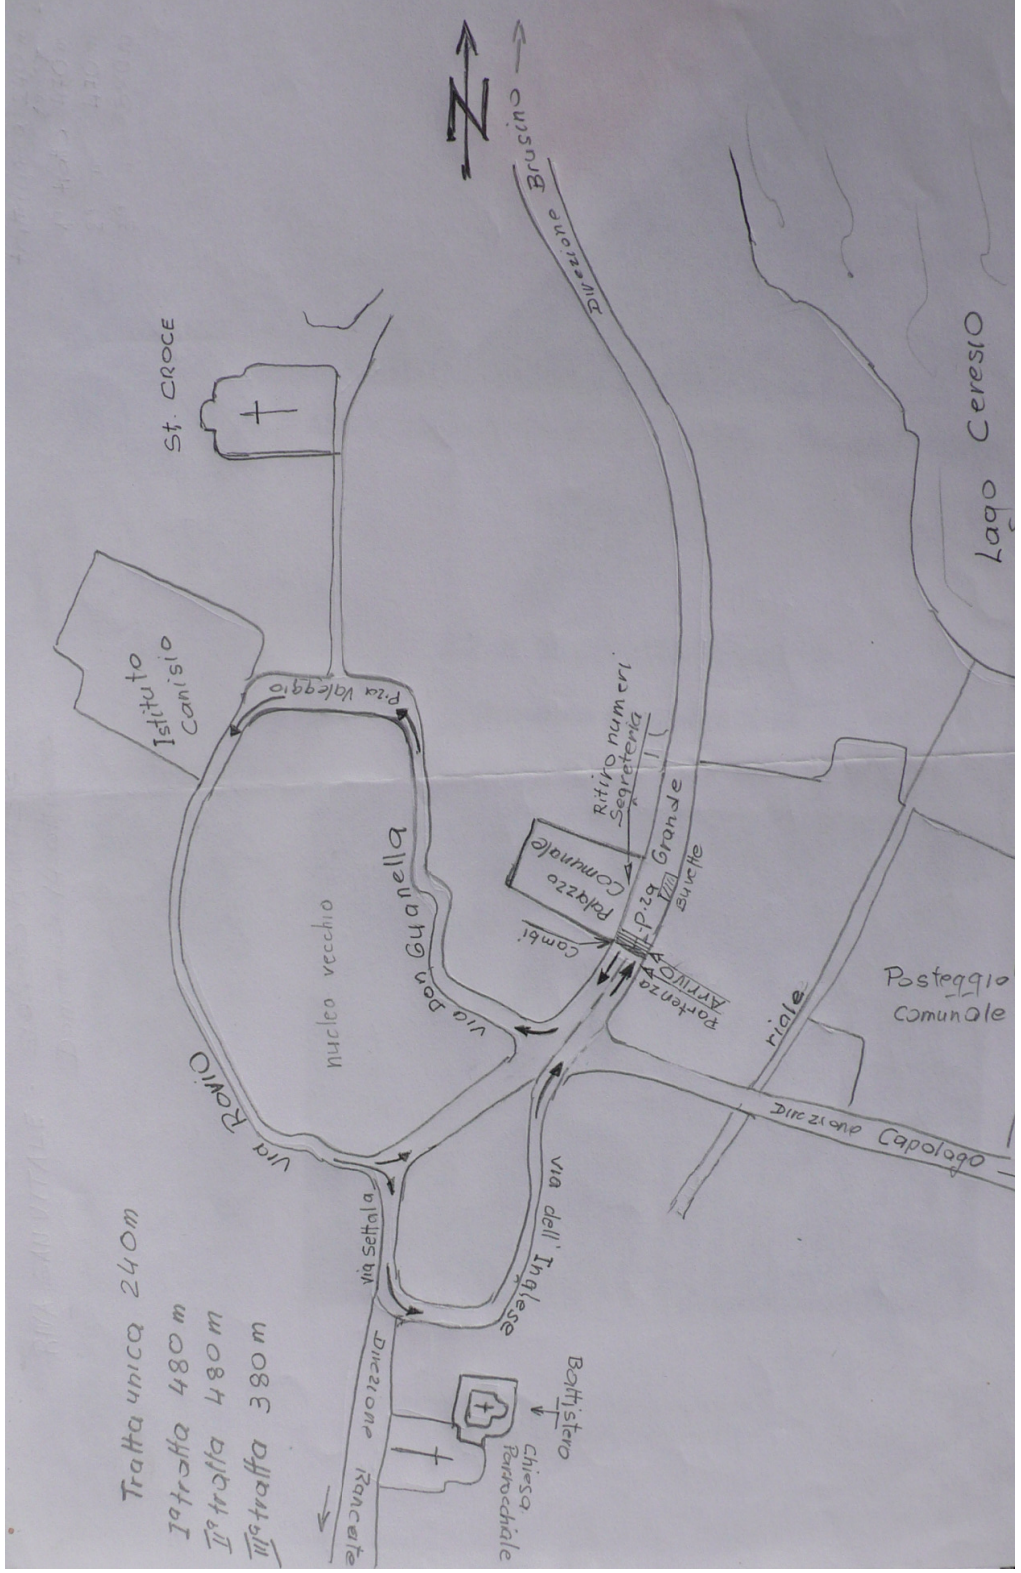 N
Direzione Brusino
St. CROCE
Lago Ceresio
Istituto
Canisio
P.za Valeggio
Ritiro numeri
Segreteria
Palazzo
Comunale
P.za Grande
Buvette
Cambi
Partenza
ARRIVO
via Don Guanella
nucleo vecchio
Posteggio
comunale
riale
Direzione Capolago
via Rovio
via Settala
via dell'Inglese
Direzione Rancate
Battistero
Chiesa
Parrocchiale
Tratta unica 240m
Iª tratta 480m
IIª tratta 480m
IIIª tratta 380m